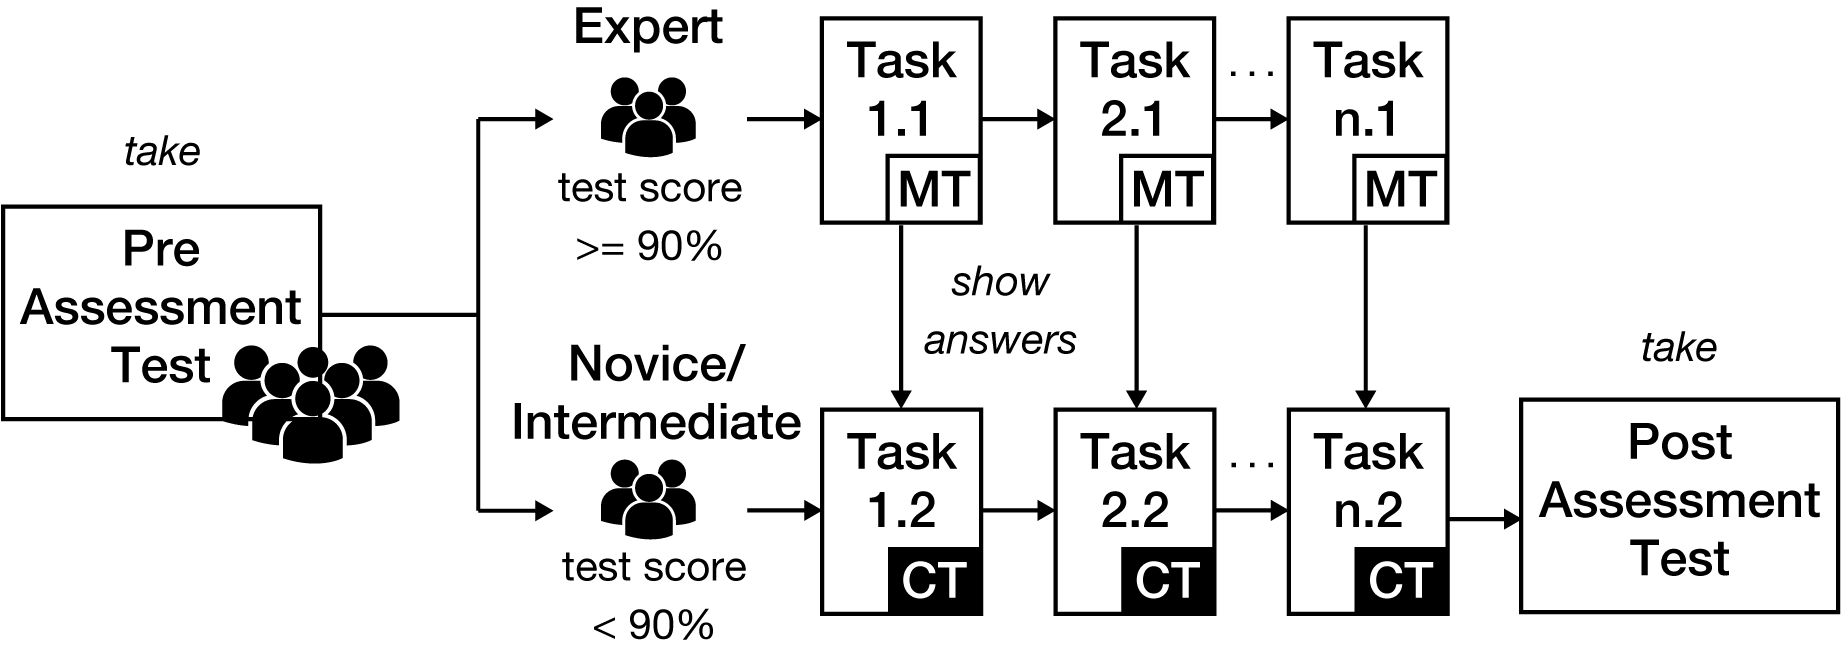 take
Pre
Assessment
Test
Expert
test score
>= 90%
Novice/
Intermediate
test score
< 90%
Task
1.1
MT
Task
2.1
MT
...
Task
n.1
MT
show
answers
Task
1.2
CT
Task
2.2
CT
...
Task
n.2
CT
take
Post
Assessment
Test